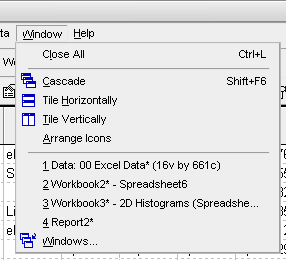 ta Window Help
Close All Ctrl+L
Cascade Shift+F6
Tile Horizontally
Tile Vertically
Arrange Icons
1 Data: 00 Excel Data* (16v by 661c)
2 Workbook2* - Spreadsheet6
3 Workbook3* - 2D Histograms (Spreadshe...
4 Report2*
Windows...